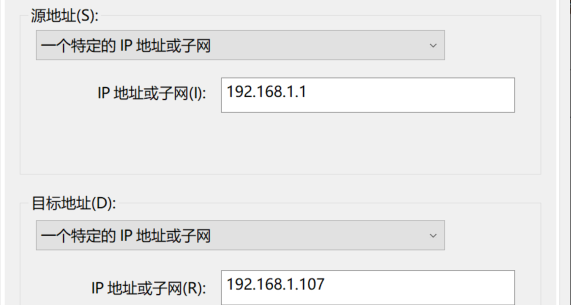 源地址(S):
一个特定的 IP 地址或子网
IP 地址或子网(I): 192.168.1.1
目标地址(D):
一个特定的 IP 地址或子网
IP 地址或子网(R): 192.168.1.107